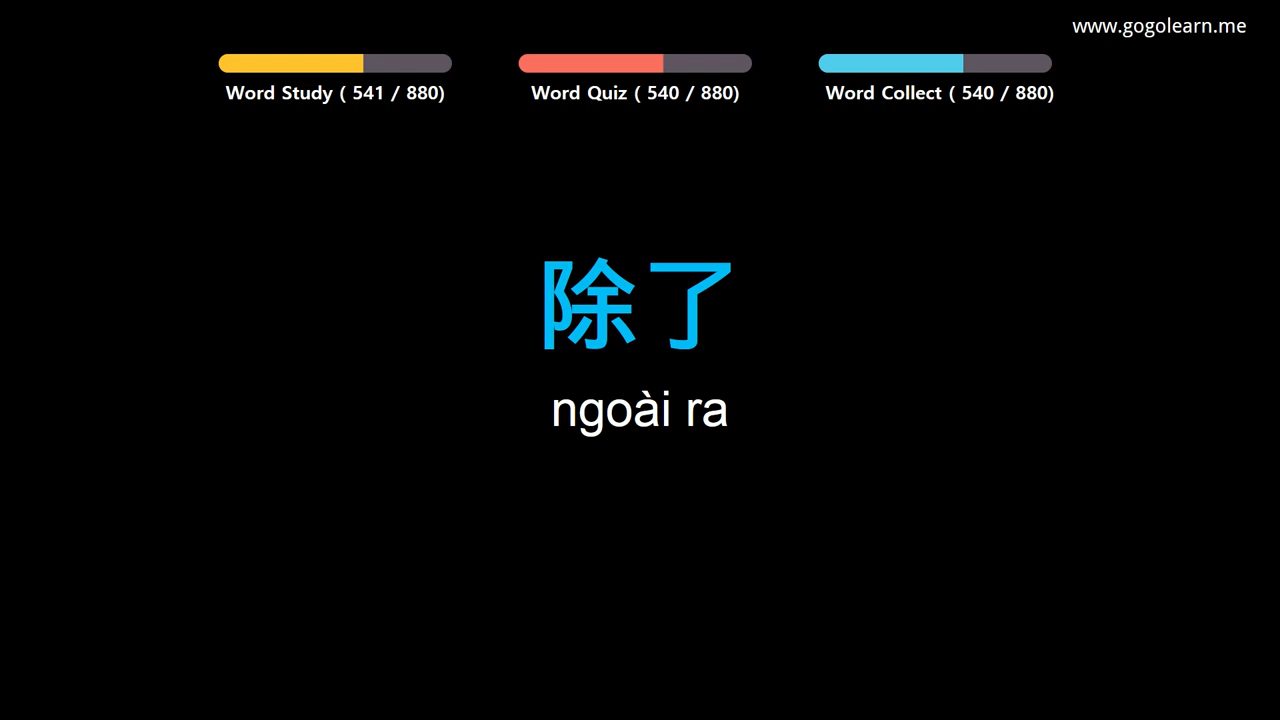 www.gogolearn.me
Word Study ( 541 / 880)
Word Quiz ( 540 / 880)
Word Collect ( 540 / 880)
除了
ngoài ra